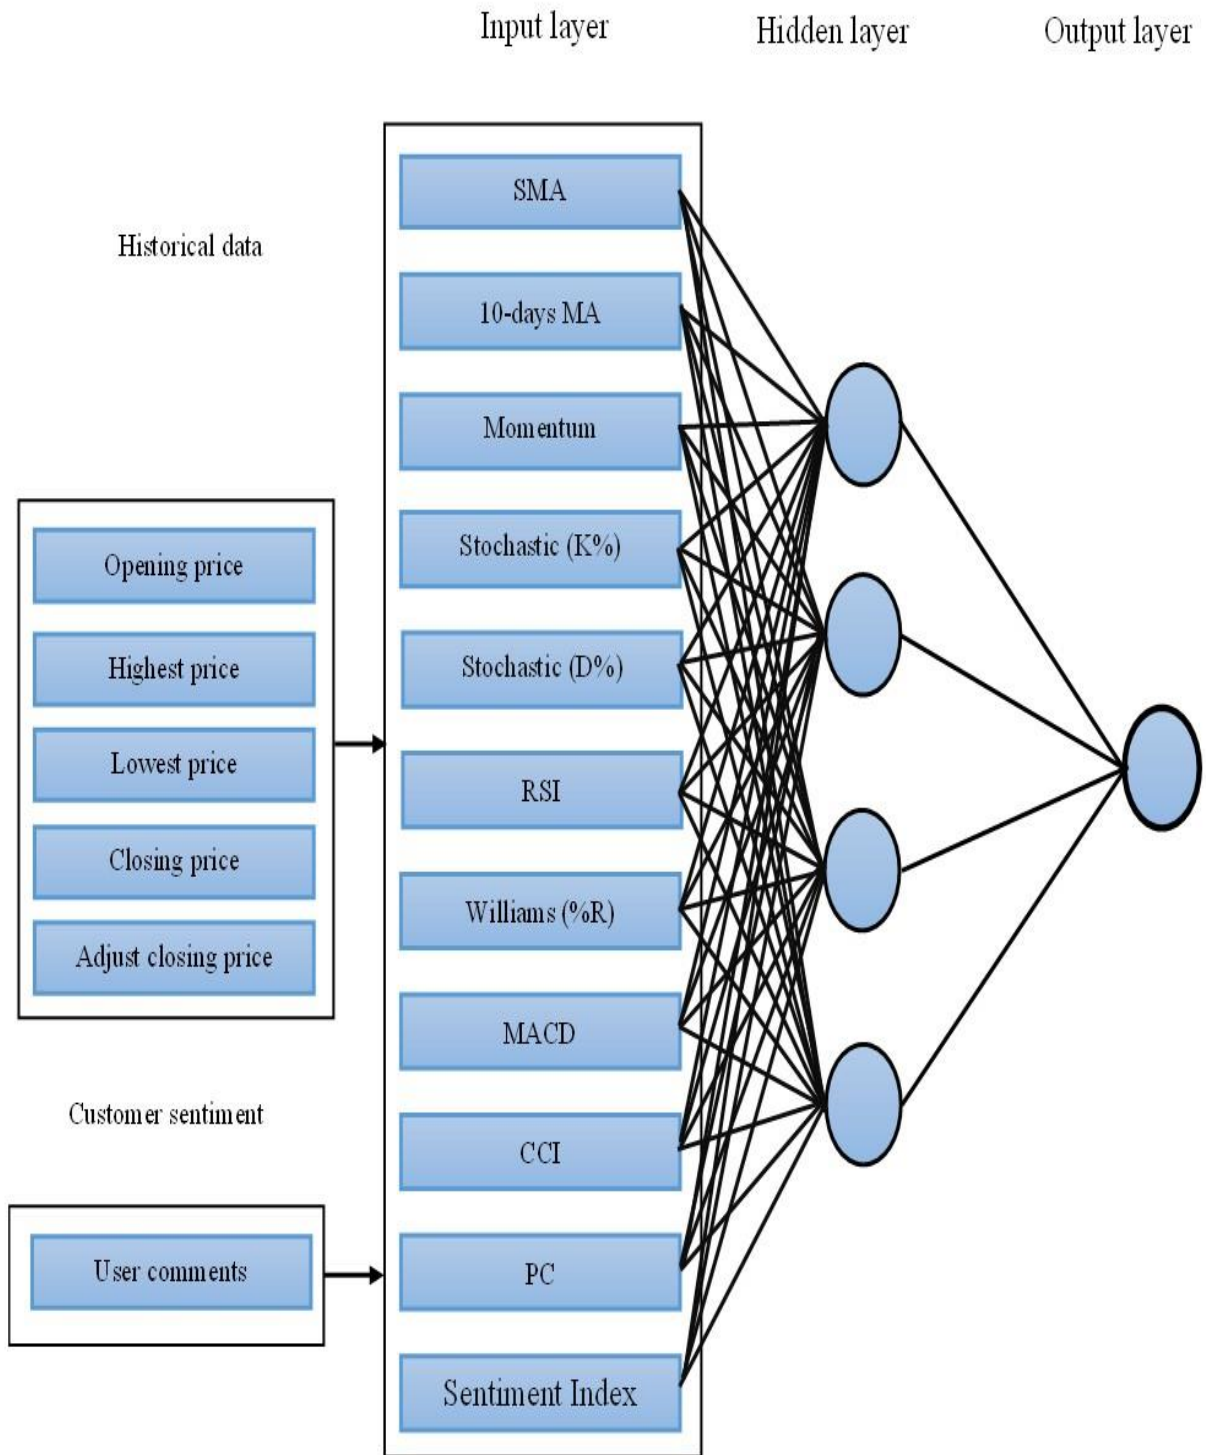 Input layer
Hidden layer
Output layer
Historical data
Opening price
Highest price
Lowest price
Closing price
Adjust closing price
Customer sentiment
User comments
SMA
10-days MA
Momentum
Stochastic (K%)
Stochastic (D%)
RSI
Williams (%R)
MACD
CCI
PC
Sentiment Index